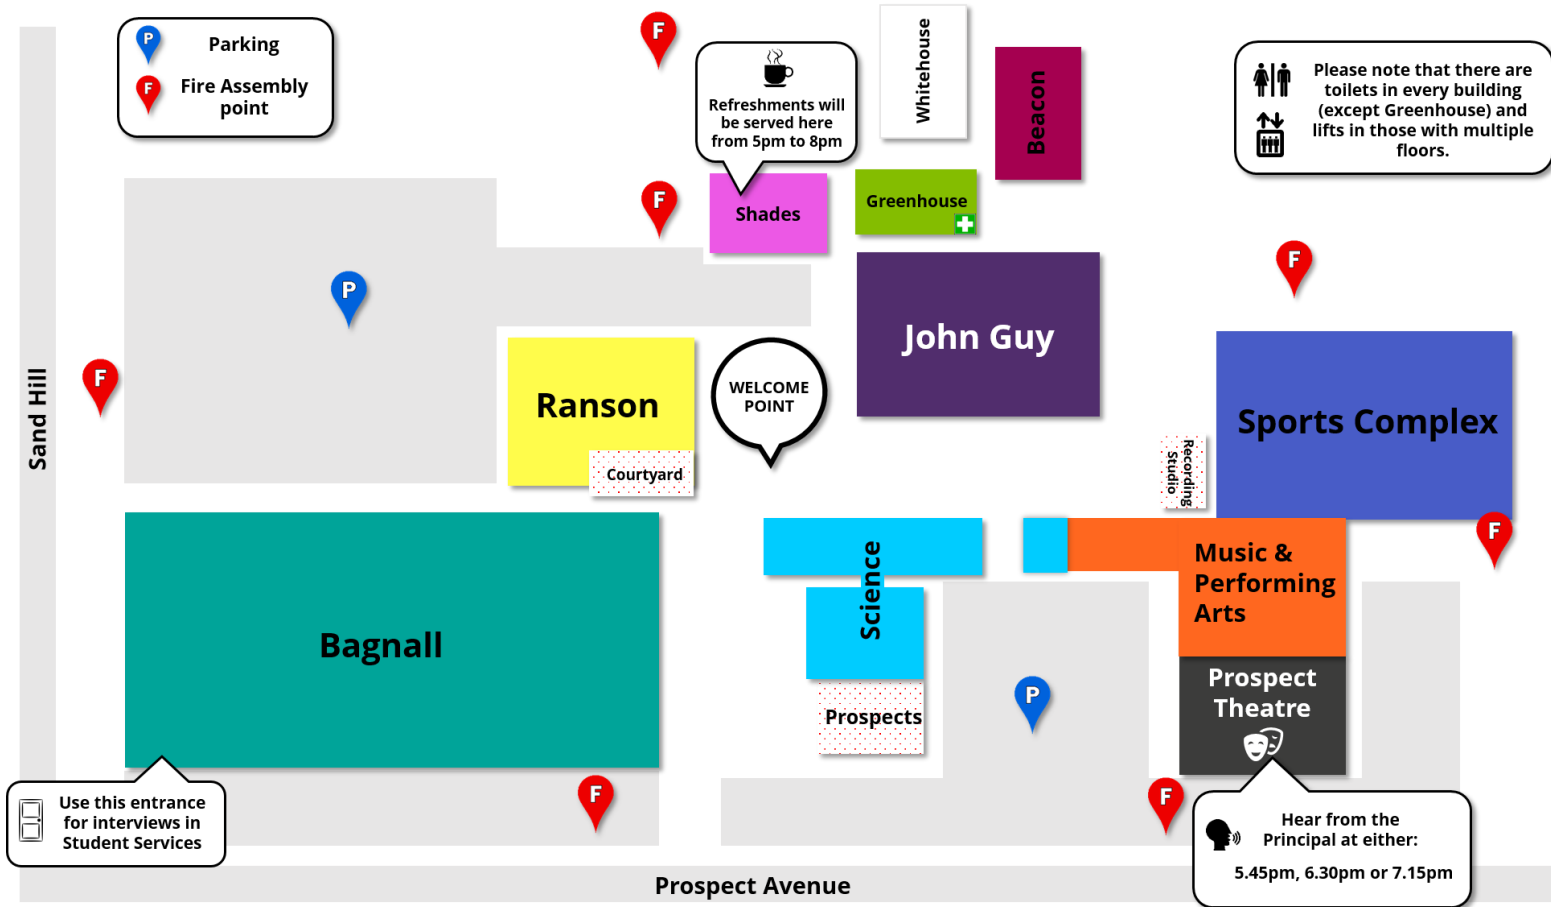 P Parking
F Fire Assembly
point
F
Refreshments will
be served here
from 5pm to 8pm
Whitehouse
Beacon
Please note that there are
toilets in every building
(except Greenhouse) and
lifts in those with multiple
floors.
F
Shades
Greenhouse
F
P
John Guy
WELCOME
POINT
Ranson
Courtyard
F
Sand Hill
Sports Complex
Recording
Studio
F
Bagnall
Science
Prospects
Music &
Performing
Arts
P
Prospect
Theatre
Use this entrance
for interviews in
Student Services
F
F
Hear from the
Principal at either:
5.45pm, 6.30pm or 7.15pm
Prospect Avenue